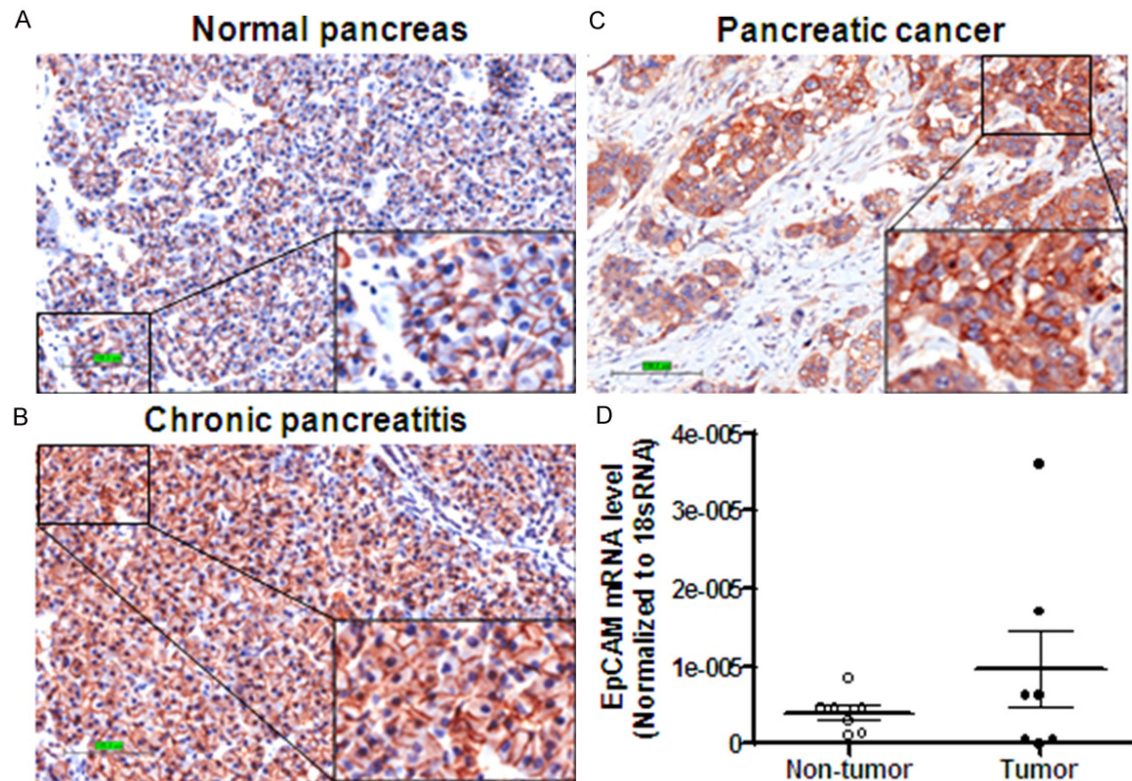 A
Normal pancreas
C
Pancreatic cancer
B
Chronic pancreatitis
D
EpCAM mRNA level
(Normalized to 18sRNA)
4e-005
3e-005
2e-005
1e-005
0
Non-tumor
Tumor